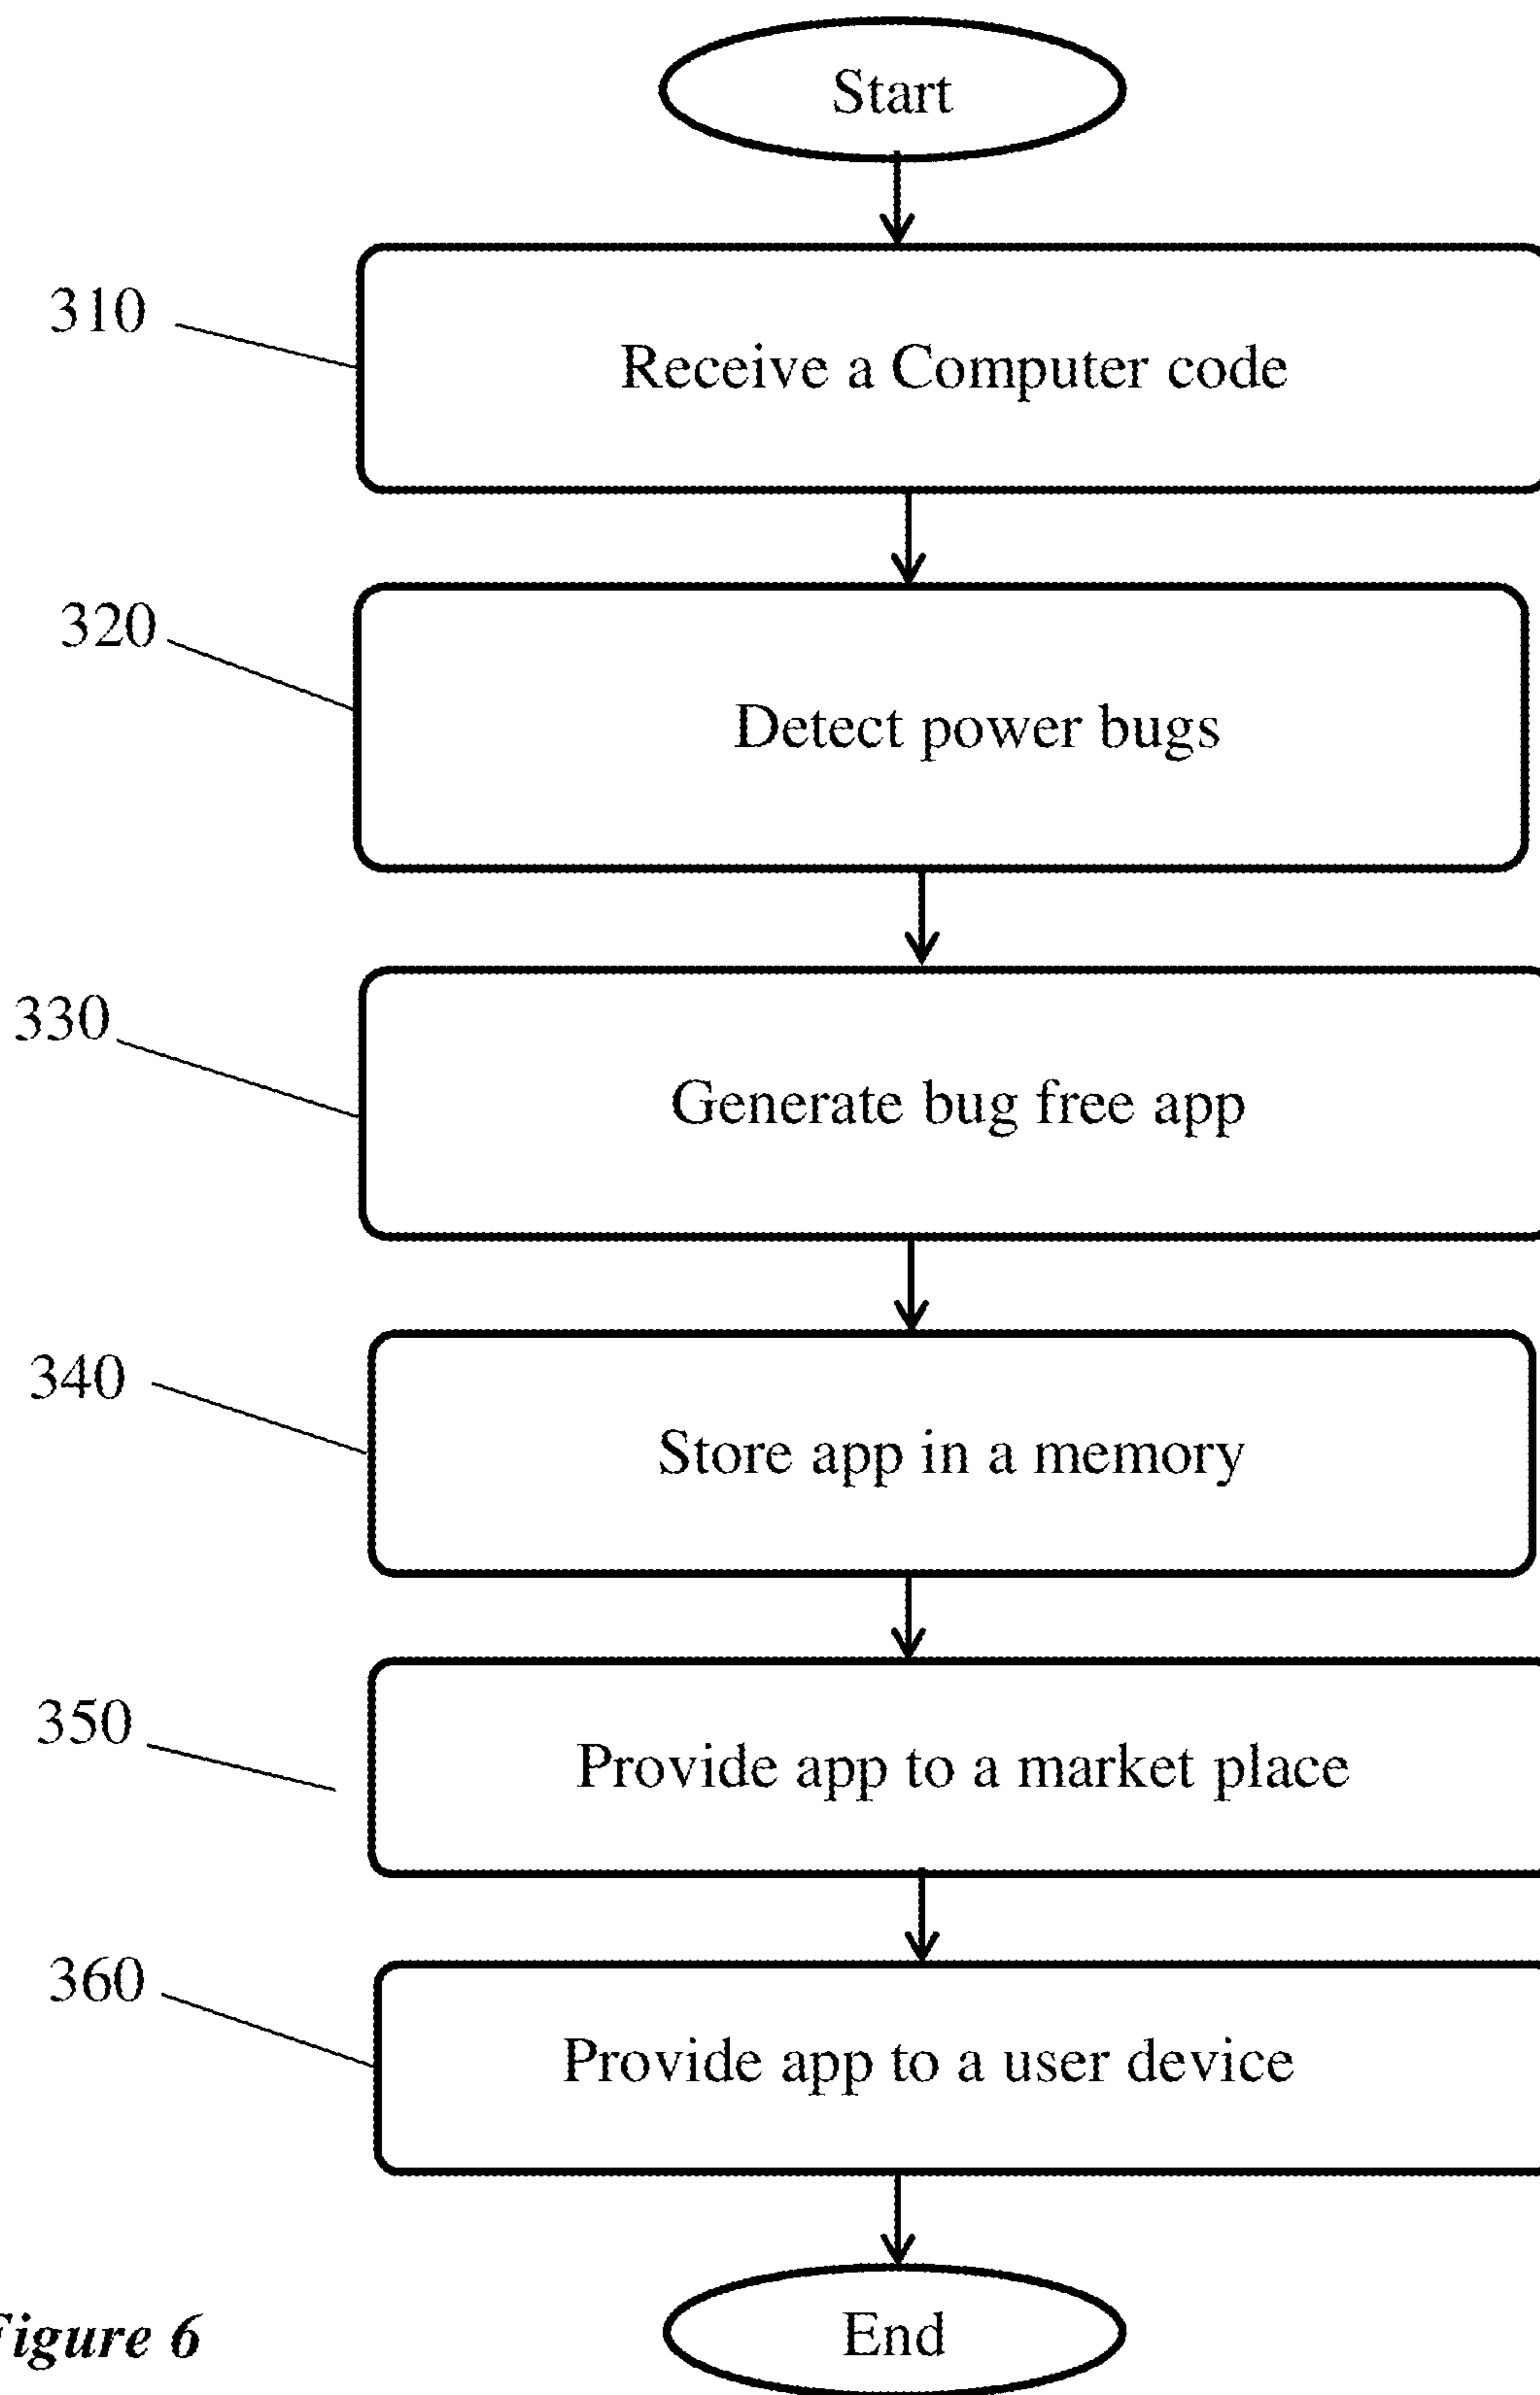 Start
310
Receive a Computer code
320
Detect power bugs
330
Generate bug free app
340
Store app in a memory
350
Provide app to a market place
360
Provide app to a user device
End
Figure 6